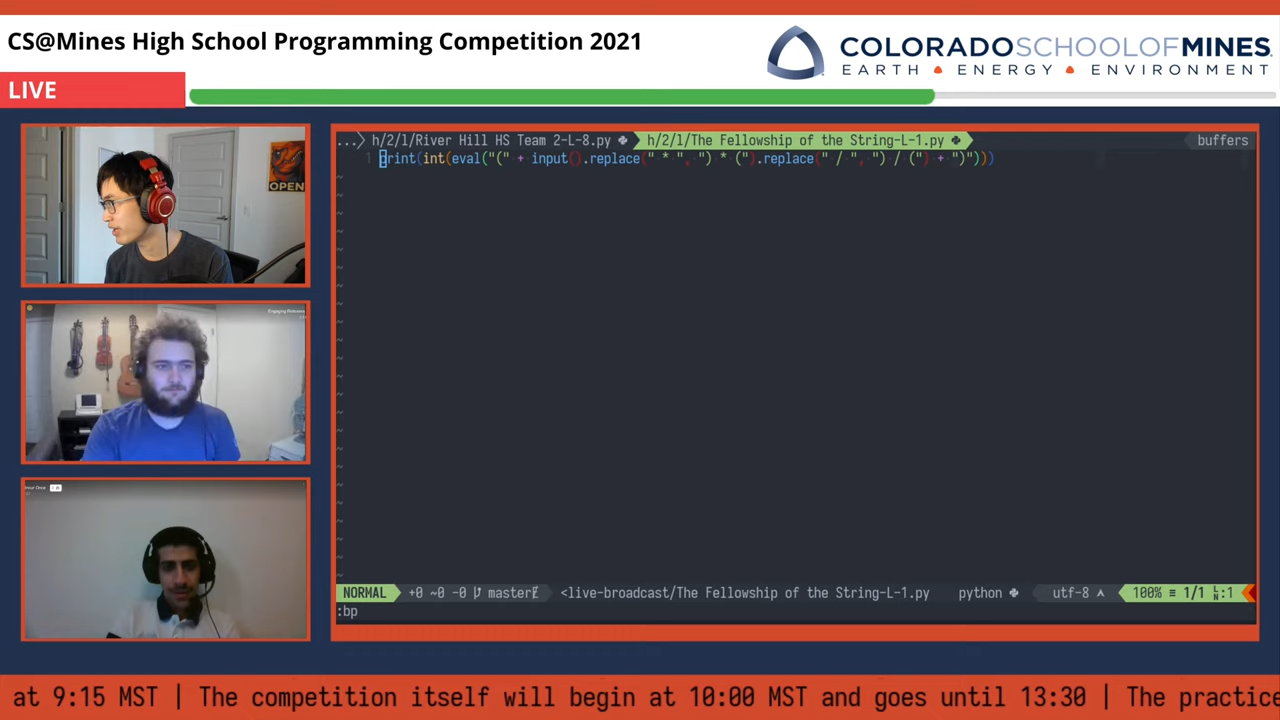 CS@Mines High School Programming Competition 2021
COLORADOSCHOOLOFMINES
EARTH • ENERGY • ENVIRONMENT
LIVE
... h/2/l/River Hill HS Team 2-L-8.py h/2/l/The Fellowship of the String-L-1.py buffers
1 print(int(eval("(" + input().replace(" * ", ") * (").replace(" / ", ") / (") + ")")))
OPEN
NORMAL +0 ~0 -0 master <live-broadcast/The Fellowship of the String-L-1.py python utf-8 100% ≡ 1/1 LN:1
:bp
at 9:15 MST | The competition itself will begin at 10:00 MST and goes until 13:30 | The practice